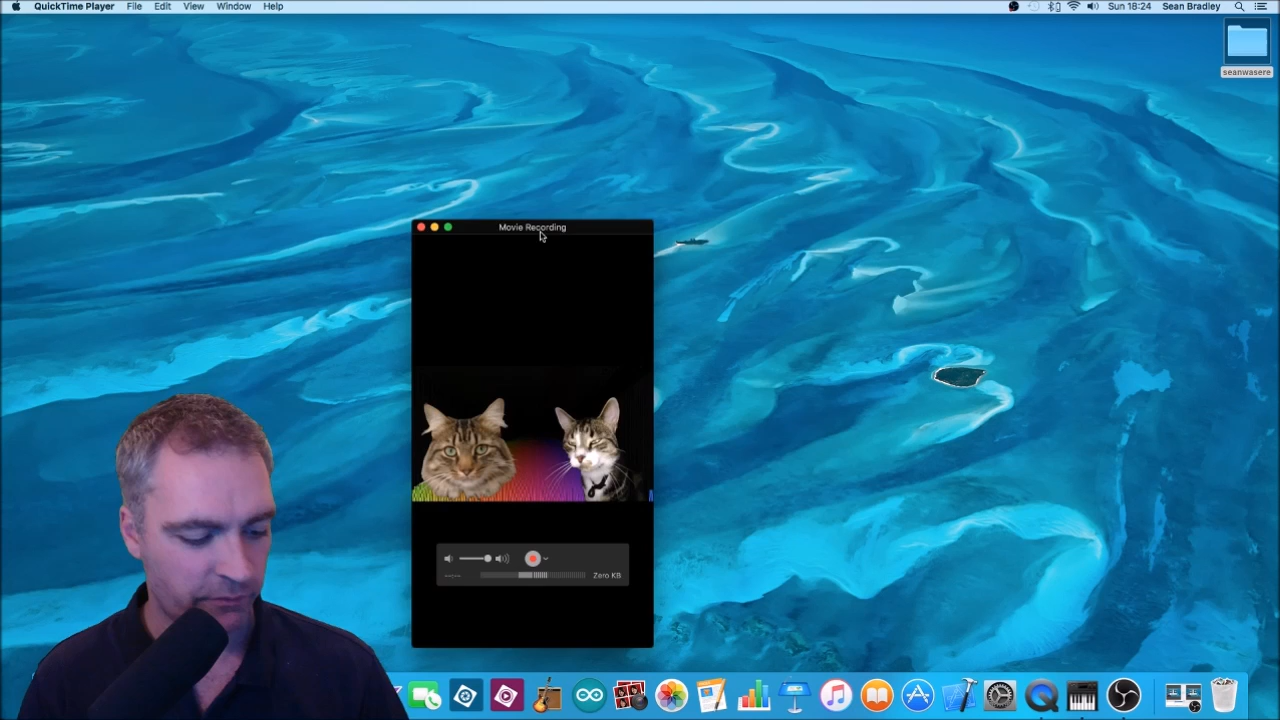 QuickTime Player File Edit View Window Help Sun 18:24 Sean Bradley
seanwasere
Movie Recording
--:--
Zero KB